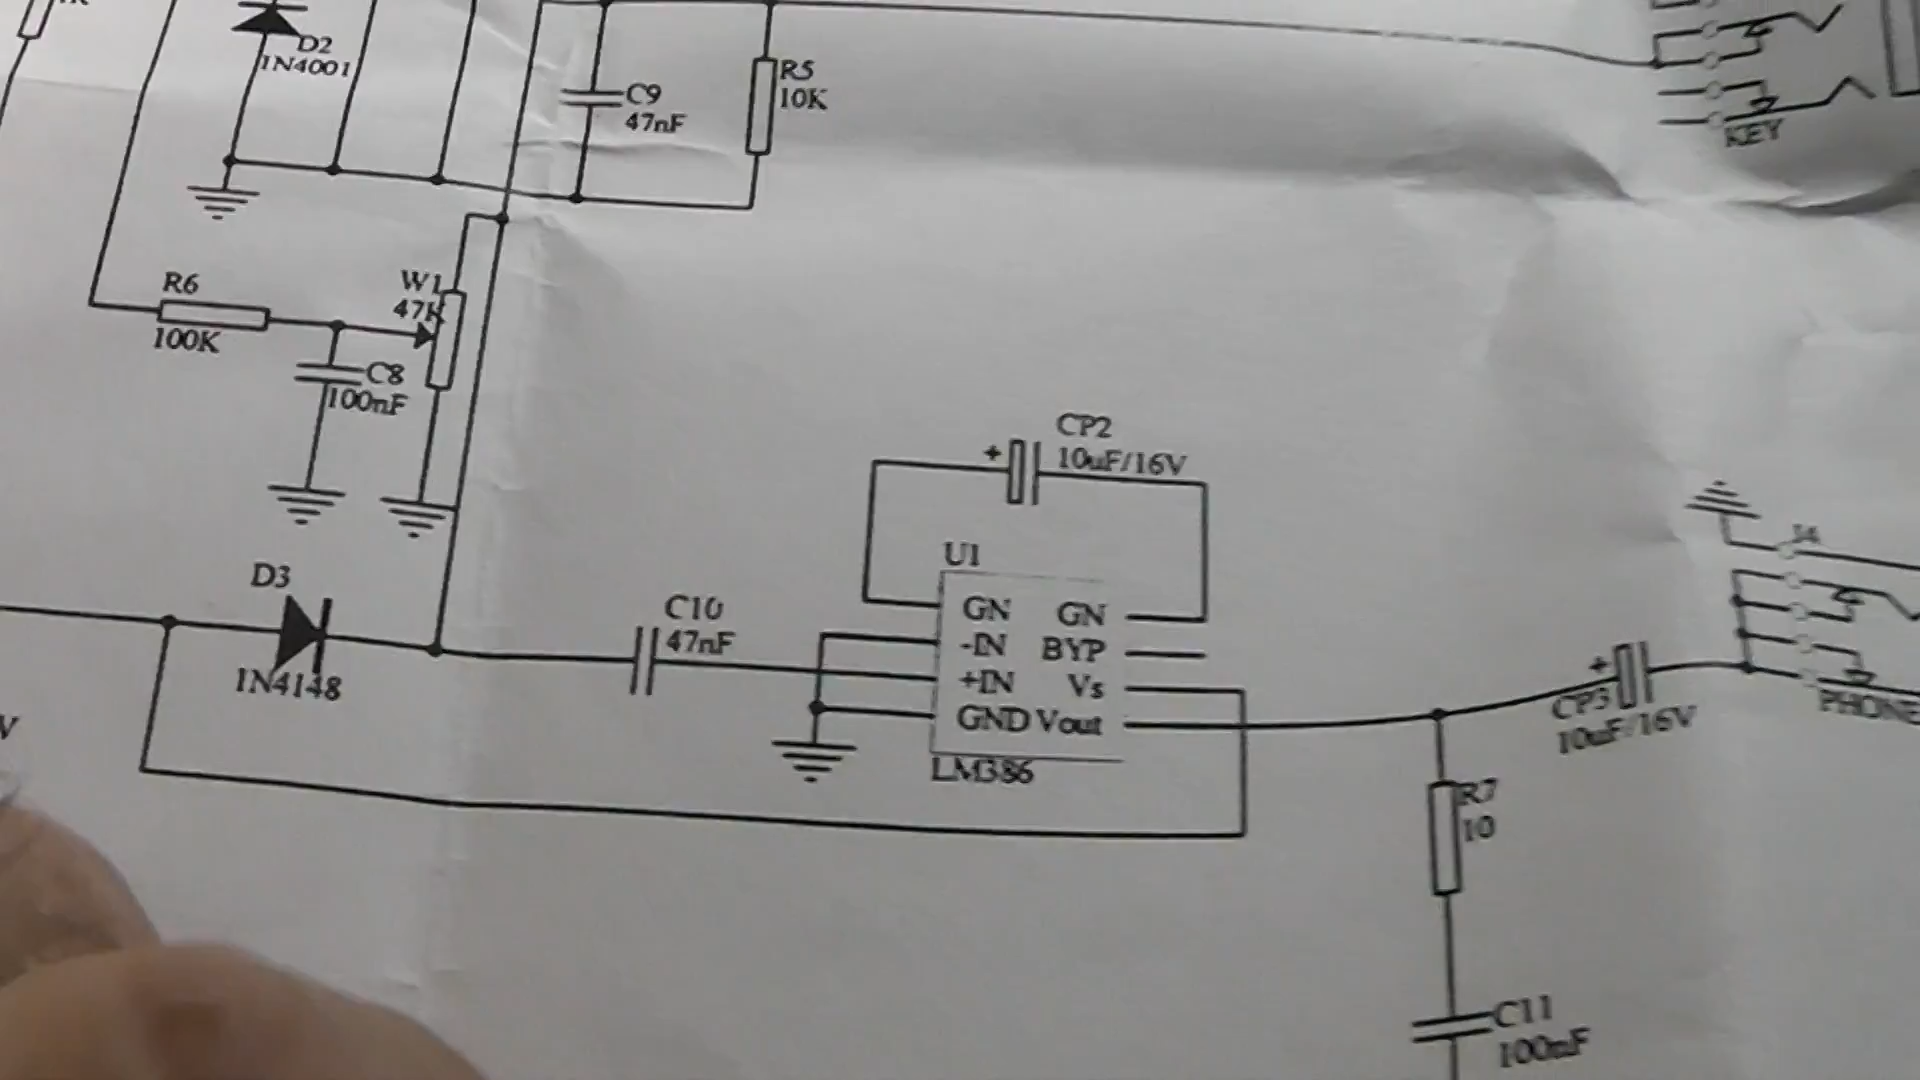 D2
1N4001
C9
47nF
R5
10K
KEY
R6
100K
W1
47K
C8
100nF
CP2
+
10uF/16V
U1
GN GN
-IN BYP
+IN Vs
GND Vout
LM386
D3
1N4148
C10
47nF
J4
PHONE
+
CP3
10uF/16V
R7
10
C11
100nF
V